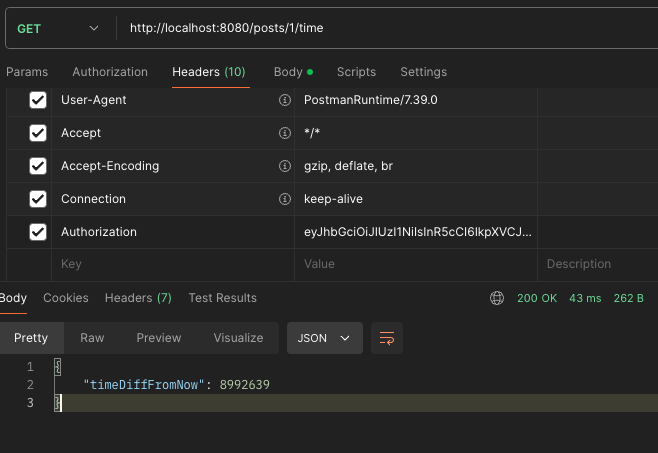 GET http://localhost:8080/posts/1/time
Params Authorization Headers (10) Body Scripts Settings
User-Agent PostmanRuntime/7.39.0
Accept */*
Accept-Encoding gzip, deflate, br
Connection keep-alive
Authorization eyJhbGciOiJIUzI1NiIsInR5cCI6IkpXVCJ...
Key Value Description
Body Cookies Headers (7) Test Results 200 OK 43 ms 262 B
Pretty Raw Preview Visualize JSON
1 {
2 "timeDiffFromNow": 8992639
3 }